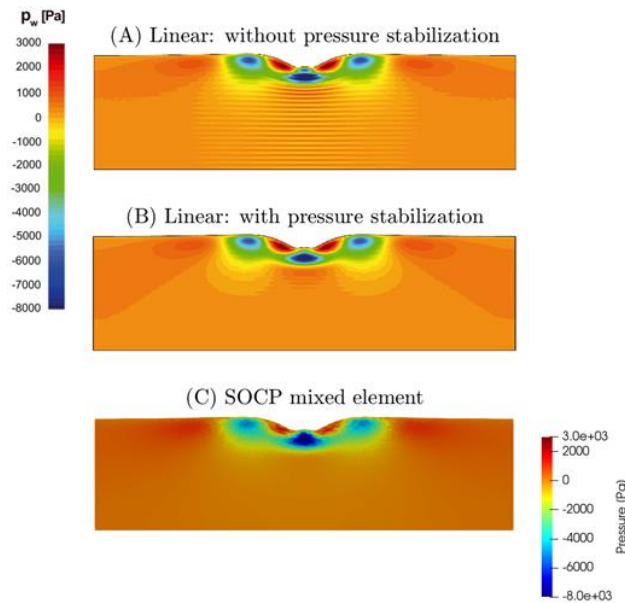 p_w [Pa]
3000
2000
1000
0
-1000
-2000
-3000
-4000
-5000
-6000
-7000
-8000
(A) Linear: without pressure stabilization
(B) Linear: with pressure stabilization
(C) SOCP mixed element
3.0e+03
2000
0
-2000
-4000
-6000
-8.0e+03
Pressure (Pa)